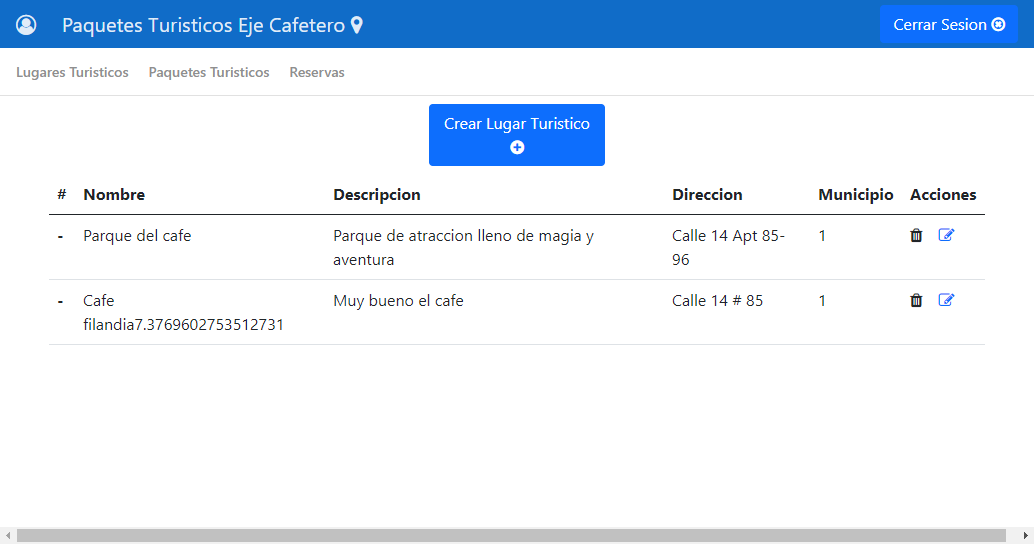 Paquetes Turisticos Eje Cafetero
Cerrar Sesion
Lugares Turisticos Paquetes Turisticos Reservas
Crear Lugar Turistico
# Nombre Descripcion Direccion Municipio Acciones
- Parque del cafe Parque de atraccion lleno de magia y Calle 14 Apt 85- 1
aventura 96
- Cafe Muy bueno el cafe Calle 14 # 85 1
filandia7.3769602753512731